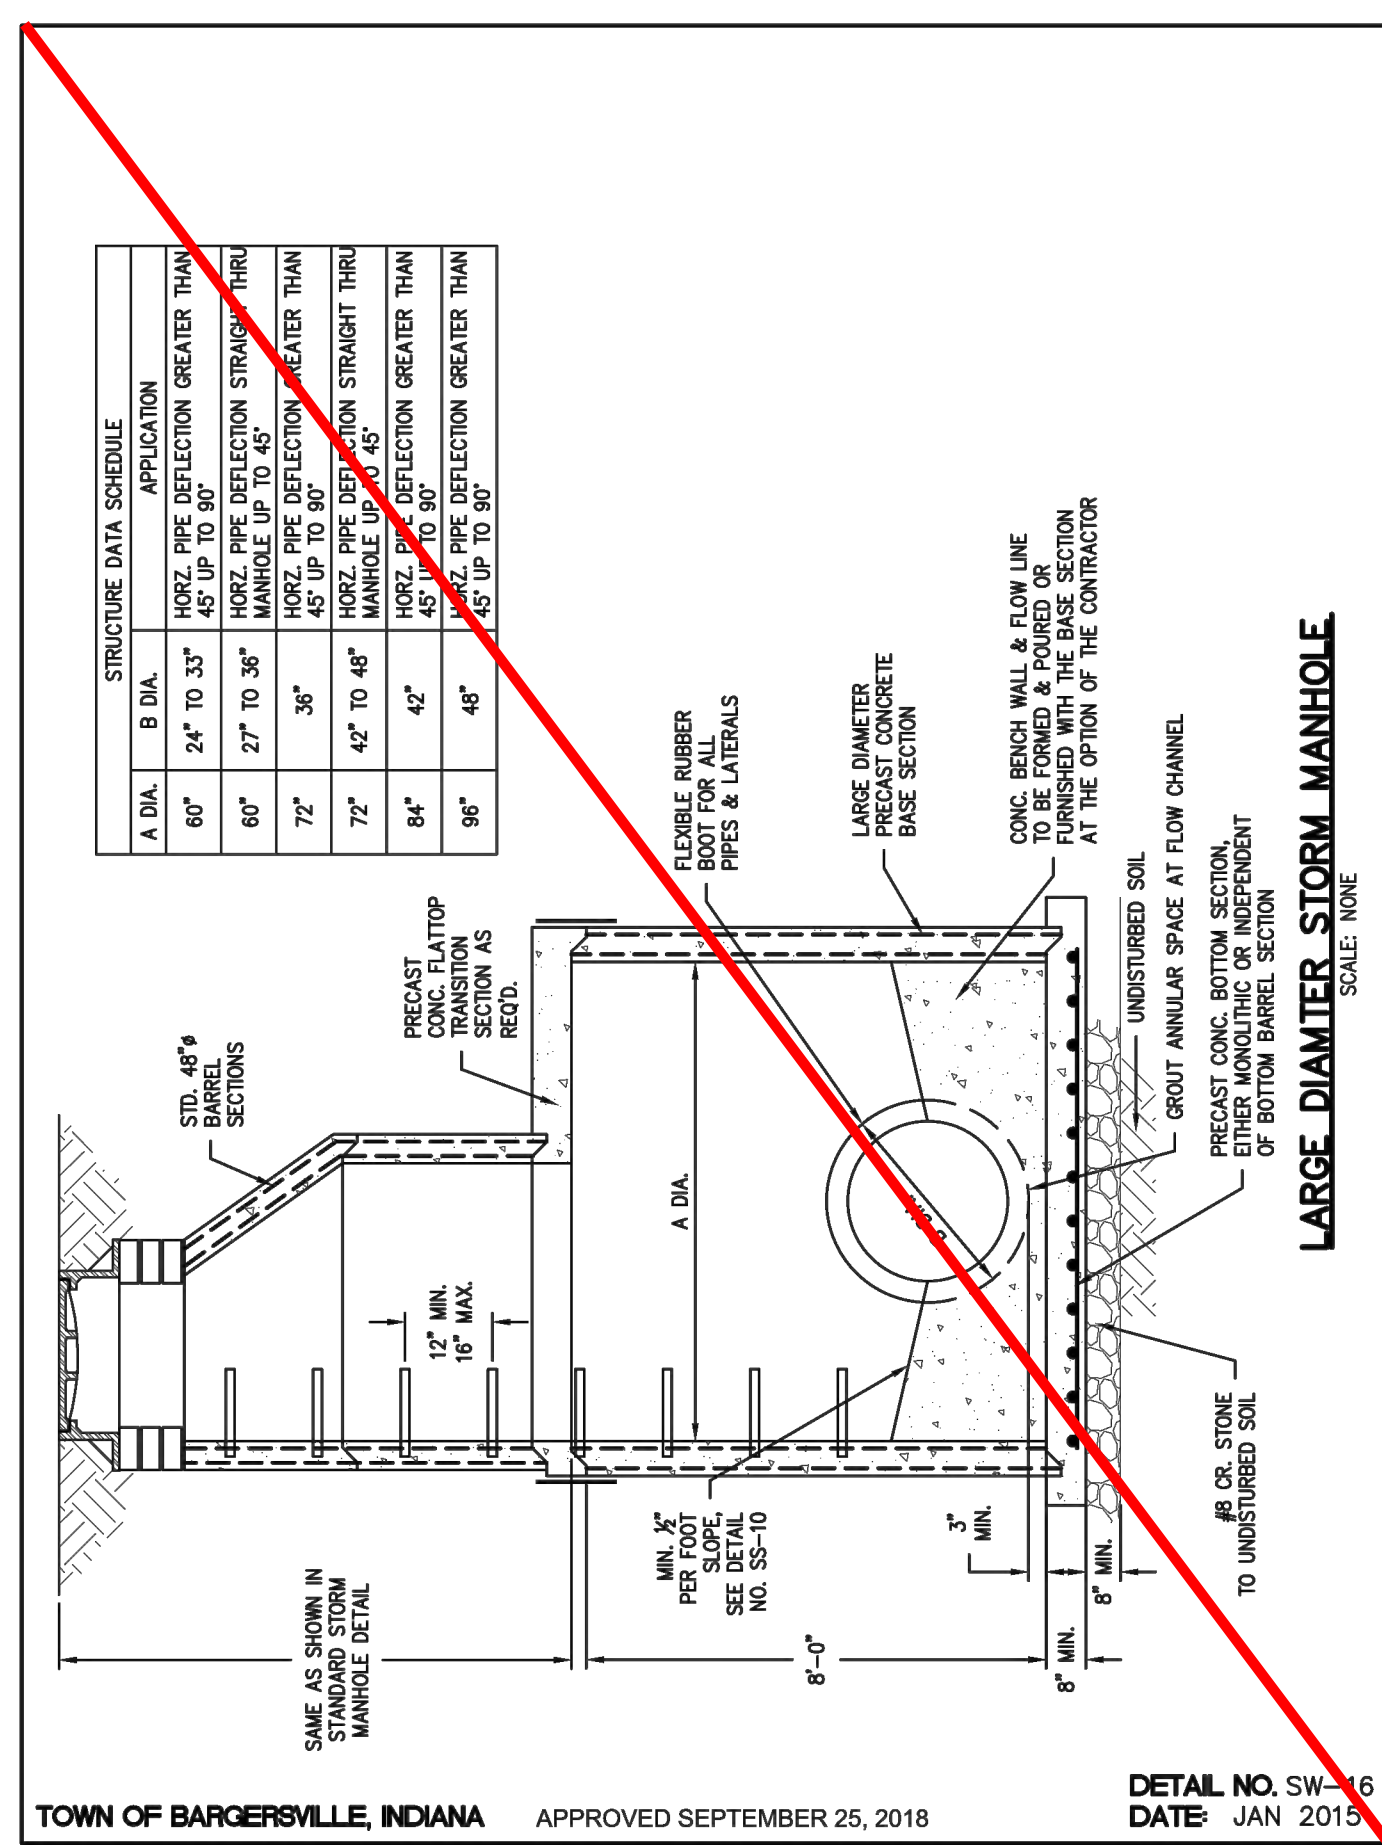 STRUCTURE DATA SCHEDULE
A DIA. B DIA. APPLICATION
60" 24" TO 33" HORZ. PIPE DEFLECTION GREATER THAN
45° UP TO 90°
60" 27" TO 36" HORZ. PIPE DEFLECTION STRAIGHT THRU
MANHOLE UP TO 45°
72" 36" HORZ. PIPE DEFLECTION GREATER THAN
45° UP TO 90°
72" 42" TO 48" HORZ. PIPE DEFLECTION STRAIGHT THRU
MANHOLE UP TO 45°
84" 42" HORZ. PIPE DEFLECTION GREATER THAN
45° UP TO 90°
96" 48" HORZ. PIPE DEFLECTION GREATER THAN
45° UP TO 90°
STD. 48"ø
BARREL
SECTIONS
PRECAST
CONC. FLATTOP
TRANSITION
SECTION AS
REQ'D.
FLEXIBLE RUBBER
BOOT FOR ALL
PIPES & LATERALS
LARGE DIAMETER
PRECAST CONCRETE
BASE SECTION
CONC. BENCH WALL & FLOW LINE
TO BE FORMED & POURED OR
FURNISHED WITH THE BASE SECTION
AT THE OPTION OF THE CONTRACTOR
UNDISTURBED SOIL
GROUT ANNULAR SPACE AT FLOW CHANNEL
PRECAST CONC. BOTTOM SECTION,
EITHER MONOLITHIC OR INDEPENDENT
OF BOTTOM BARREL SECTION
12" MIN.
16" MAX.
A DIA.
SAME AS SHOWN IN
STANDARD STORM
MANHOLE DETAIL
MIN. ½"
PER FOOT
SLOPE,
SEE DETAIL
NO. SS-10
8'-0"
3"
MIN.
8" MIN.
8" MIN.
#8 CR. STONE
TO UNDISTURBED SOIL
LARGE DIAMTER STORM MANHOLE
SCALE: NONE
TOWN OF BARGERSVILLE, INDIANA
APPROVED SEPTEMBER 25, 2018
DETAIL NO. SW-16
DATE: JAN 2015